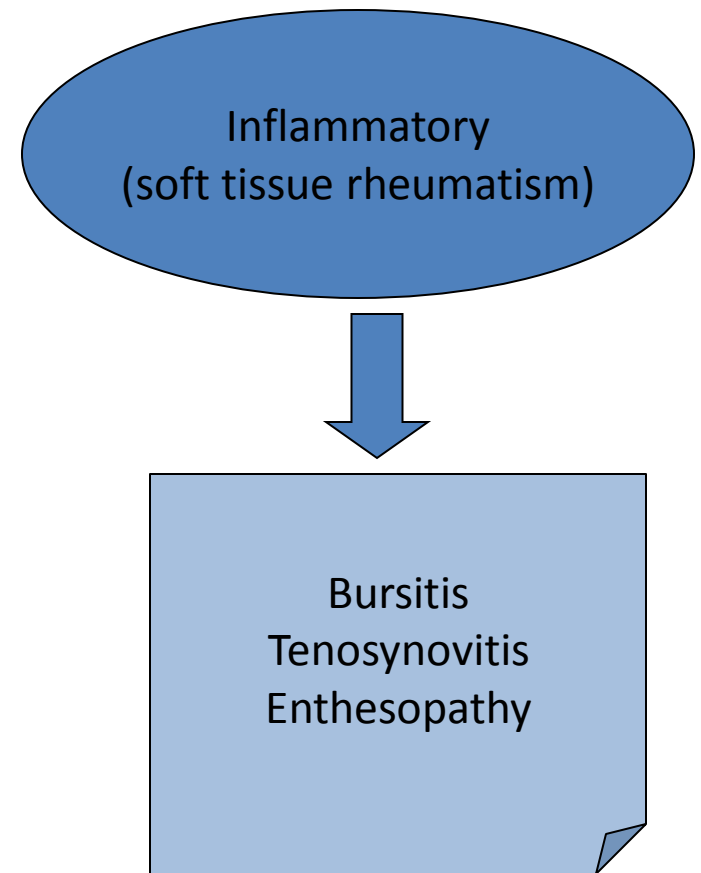 Inflammatory
(soft tissue rheumatism)
Bursitis
Tenosynovitis
Enthesopathy